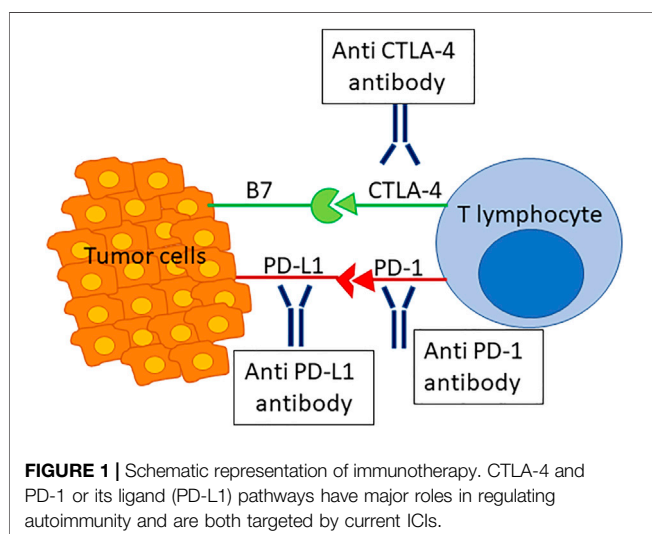 Anti CTLA-4
antibody
B7
CTLA-4
T lymphocyte
Tumor cells
PD-L1
PD-1
Anti PD-L1
antibody
Anti PD-1
antibody
FIGURE 1 | Schematic representation of immunotherapy. CTLA-4 and
PD-1 or its ligand (PD-L1) pathways have major roles in regulating
autoimmunity and are both targeted by current ICIs.